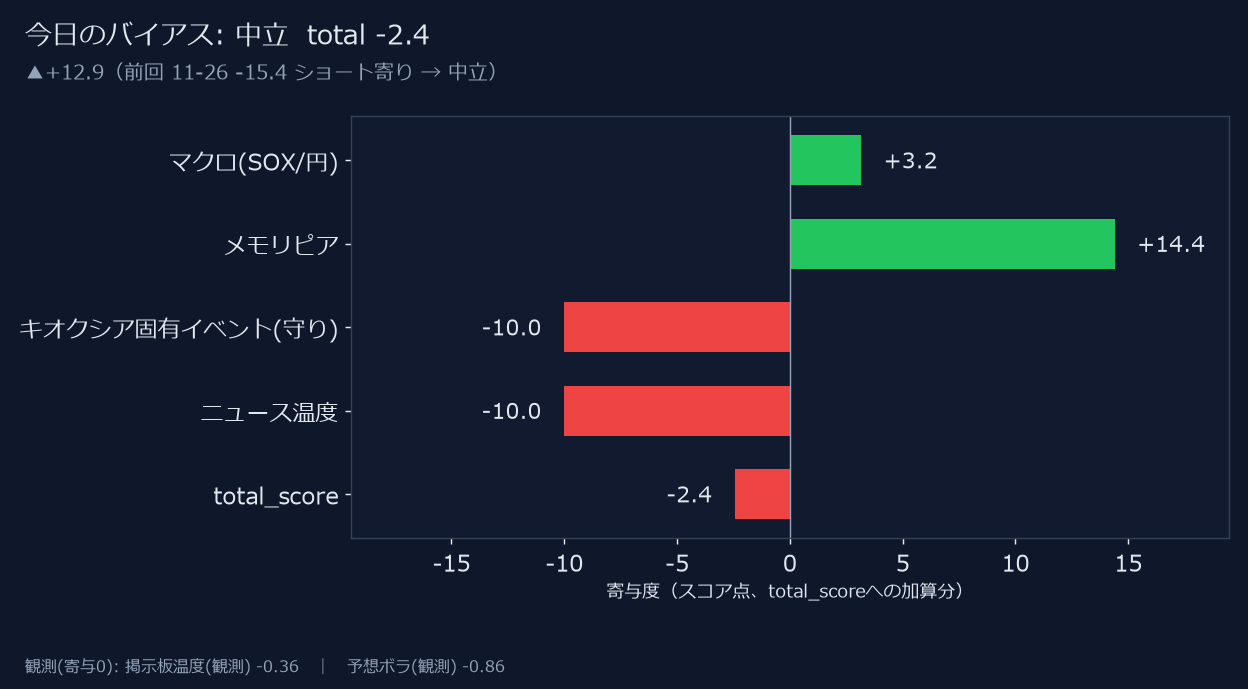 今日のバイアス: 中立  total -2.4
▲+12.9（前回 11-26 -15.4 ショート寄り → 中立）
マクロ(SOX/円)
+3.2
メモリピア
+14.4
キオクシア固有イベント(守り)
-10.0
ニュース温度
-10.0
total_score
-2.4
-15 -10 -5 0 5 10 15
寄与度（スコア点、total_scoreへの加算分）
観測(寄与0): 掲示板温度(観測) -0.36 ｜ 予想ボラ(観測) -0.86